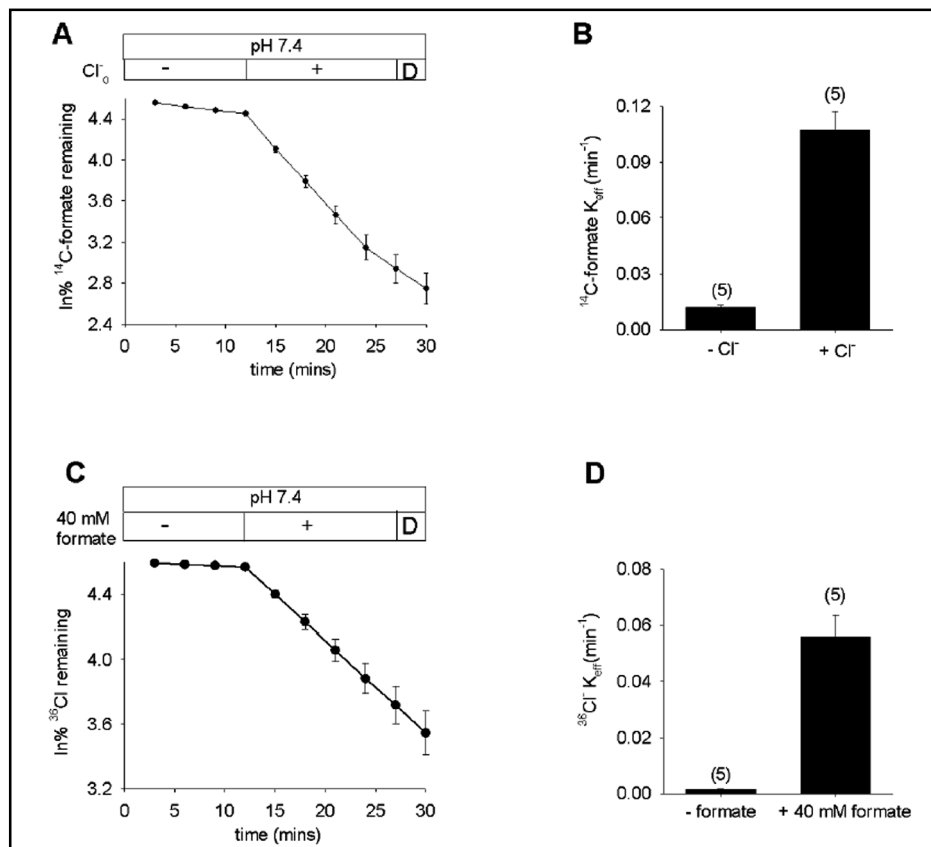 A
pH 7.4
Cl⁻o - + D
ln% ¹⁴C-formate remaining
4.4
4.0
3.6
3.2
2.8
2.4
0 5 10 15 20 25 30
time (mins)
B
¹⁴C-formate Keff (min⁻¹)
0.12
0.09
0.06
0.03
0.00
(5)
(5)
- Cl⁻ + Cl⁻
C
pH 7.4
40 mM
formate - + D
ln% ³⁶Cl remaining
4.4
4.0
3.6
3.2
0 5 10 15 20 25 30
time (mins)
D
³⁶Cl⁻ Keff(min⁻¹)
0.08
0.06
0.04
0.02
0.00
(5)
(5)
- formate + 40 mM formate